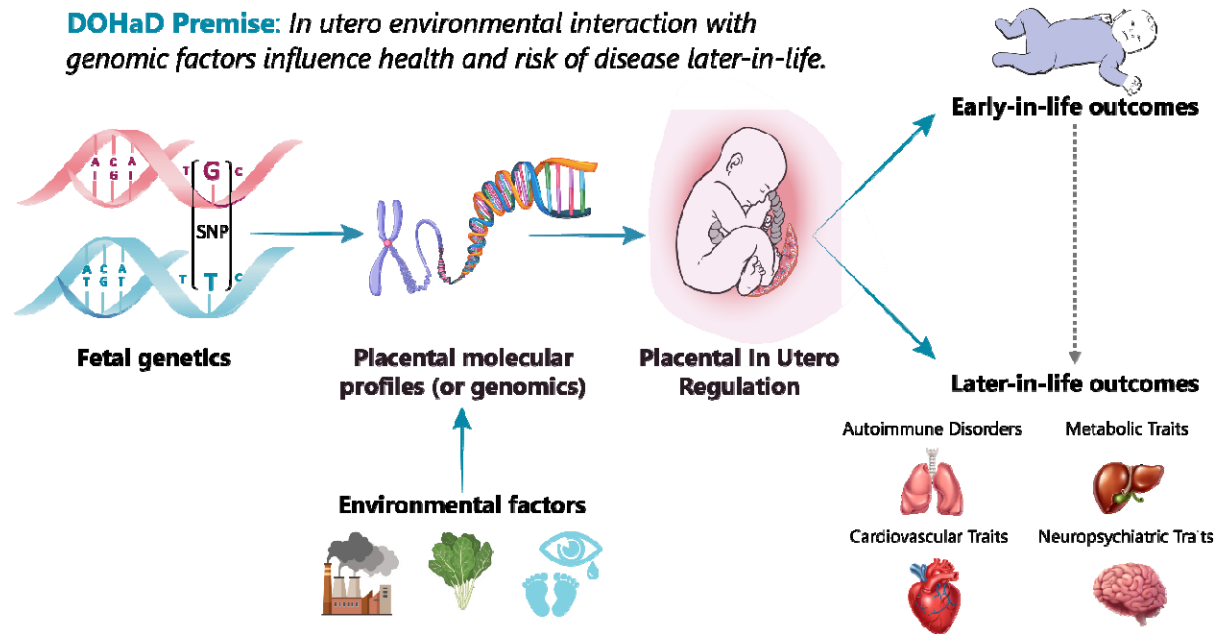 DOHaD Premise: In utero environmental interaction with
genomic factors influence health and risk of disease later-in-life.
Early-in-life outcomes
A C A
I G I
T G C
SNP
A C A
T G T
T T C
Fetal genetics
Placental molecular
profiles (or genomics)
Placental In Utero
Regulation
Later-in-life outcomes
Autoimmune Disorders
Metabolic Traits
Environmental factors
Cardiovascular Traits
Neuropsychiatric Traits